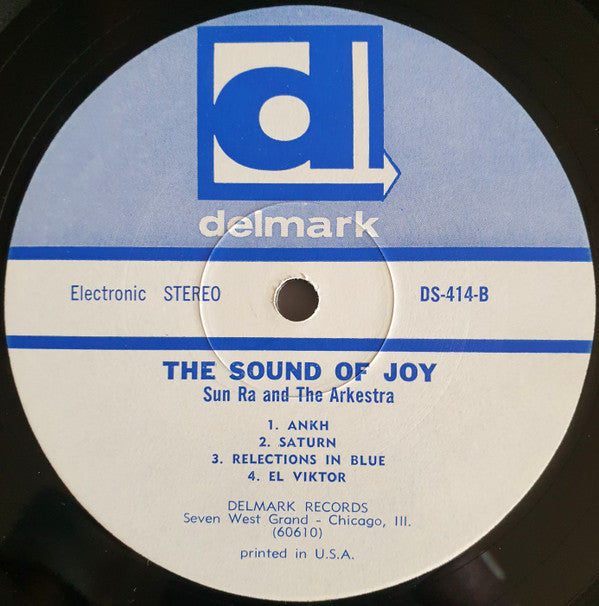 d
delmark
Electronic STEREO DS-414-B
THE SOUND OF JOY
Sun Ra and The Arkestra
1. ANKH
2. SATURN
3. RELECTIONS IN BLUE
4. EL VIKTOR
DELMARK RECORDS
Seven West Grand - Chicago, Ill.
(60610)
printed in U.S.A.